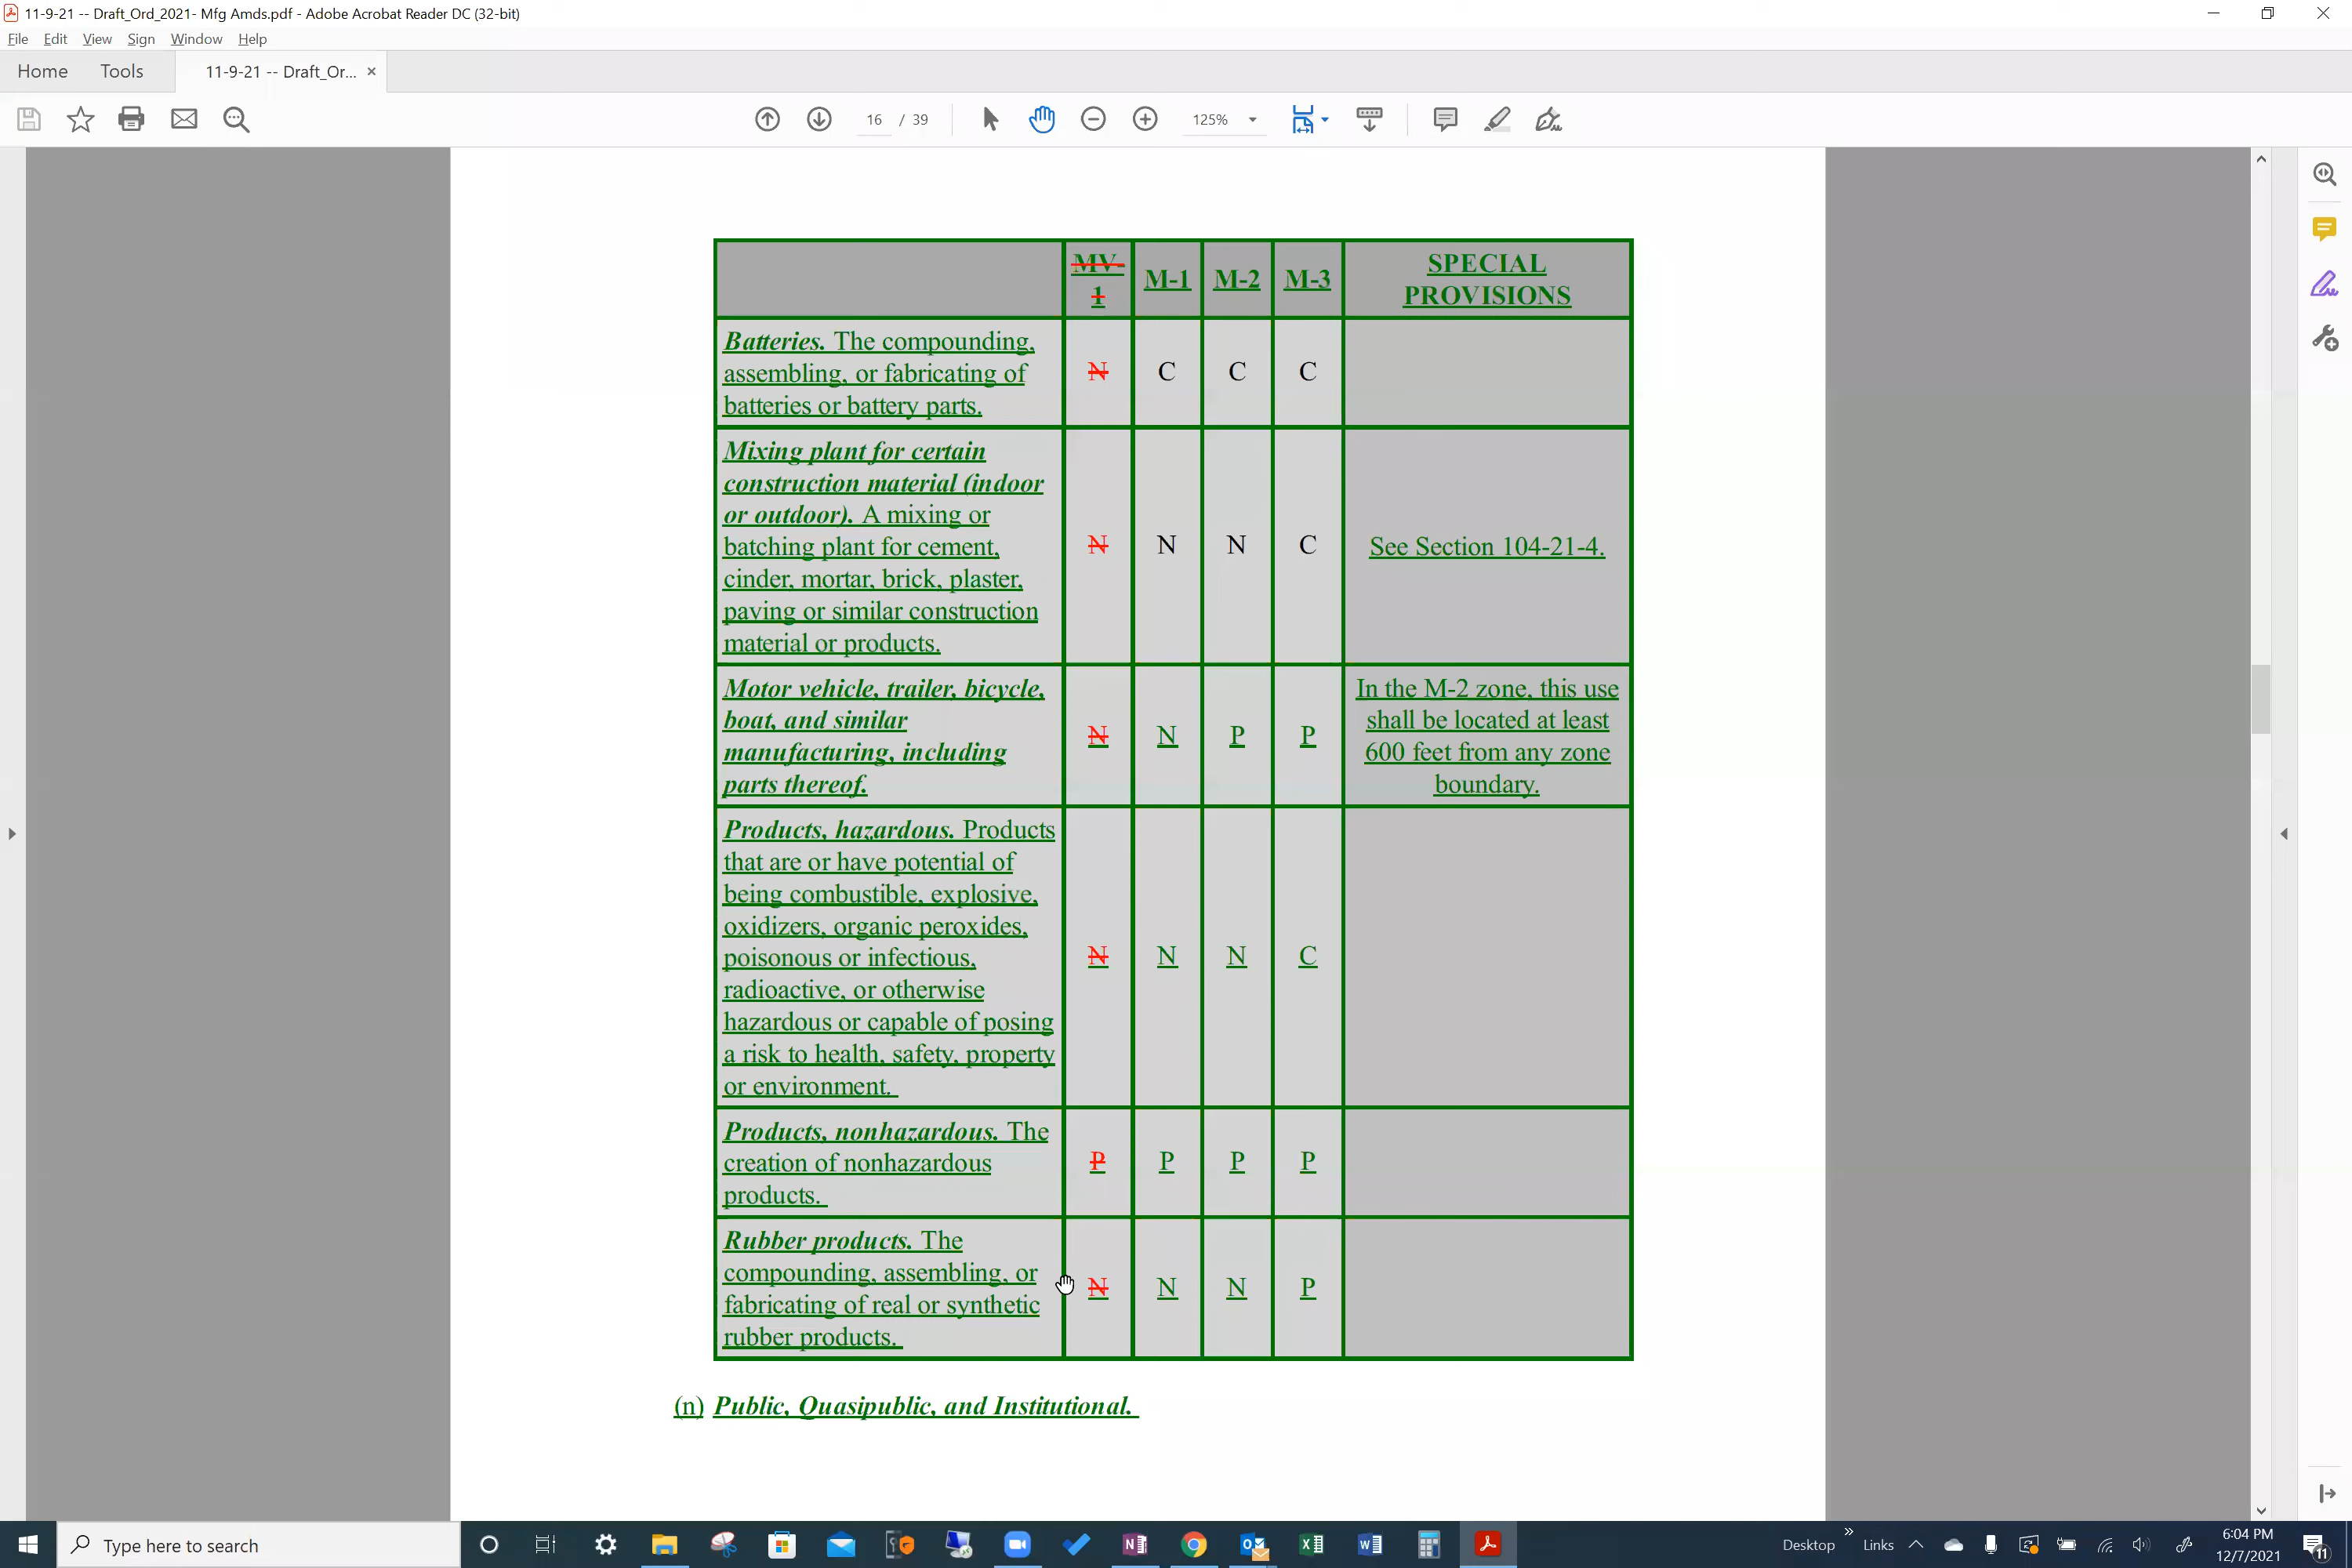 11-9-21 -- Draft_Ord_2021- Mfg Amds.pdf - Adobe Acrobat Reader DC (32-bit)
File Edit View Sign Window Help
Home Tools 11-9-21 -- Draft_Or... ×
16 / 39 125%
MV-1 M-1 M-2 M-3 SPECIAL PROVISIONS
Batteries. The compounding,
assembling, or fabricating of
batteries or battery parts.
N C C C
Mixing plant for certain
construction material (indoor
or outdoor). A mixing or
batching plant for cement,
cinder, mortar, brick, plaster,
paving or similar construction
material or products.
N N N C See Section 104-21-4.
Motor vehicle, trailer, bicycle,
boat, and similar
manufacturing, including
parts thereof.
N N P P
In the M-2 zone, this use
shall be located at least
600 feet from any zone
boundary.
Products, hazardous. Products
that are or have potential of
being combustible, explosive,
oxidizers, organic peroxides,
poisonous or infectious,
radioactive, or otherwise
hazardous or capable of posing
a risk to health, safety, property
or environment.
N N N C
Products, nonhazardous. The
creation of nonhazardous
products.
P P P P
Rubber products. The
compounding, assembling, or
fabricating of real or synthetic
rubber products.
N N N P
(n) Public, Quasipublic, and Institutional.
Type here to search
Desktop » Links
6:04 PM
12/7/2021
11